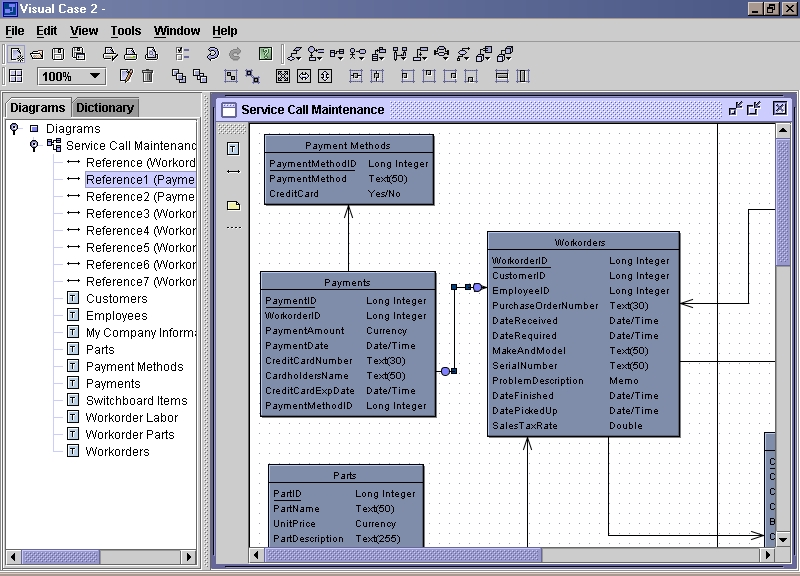 Visual Case 2 -
File Edit View Tools Window Help
100%
Diagrams Dictionary
Diagrams
Service Call Maintenanc
Reference (Workord
Reference1 (Payme
Reference2 (Payme
Reference3 (Workor
Reference4 (Workor
Reference5 (Workor
Reference6 (Workor
Reference7 (Workor
T Customers
T Employees
T My Company Inform
T Parts
T Payment Methods
T Payments
T Switchboard Items
T Workorder Labor
T Workorder Parts
T Workorders
Service Call Maintenance
T
Payment Methods
PaymentMethodID Long Integer
PaymentMethod Text(50)
CreditCard Yes/No
Payments
PaymentID Long Integer
WorkorderID Long Integer
PaymentAmount Currency
PaymentDate Date/Time
CreditCardNumber Text(30)
CardholdersName Text(50)
CreditCardExpDate Date/Time
PaymentMethodID Long Integer
Workorders
WorkorderID Long Integer
CustomerID Long Integer
EmployeeID Long Integer
PurchaseOrderNumber Text(30)
DateReceived Date/Time
DateRequired Date/Time
MakeAndModel Text(50)
SerialNumber Text(50)
ProblemDescription Memo
DateFinished Date/Time
DatePickedUp Date/Time
SalesTaxRate Double
Parts
PartID Long Integer
PartName Text(50)
UnitPrice Currency
PartDescription Text(255)